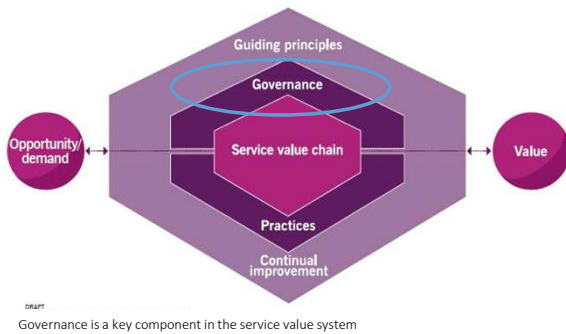 Guiding principles
Governance
Opportunity/
demand
Service value chain
Value
Practices
Continual
improvement
DRAFT
Governance is a key component in the service value system